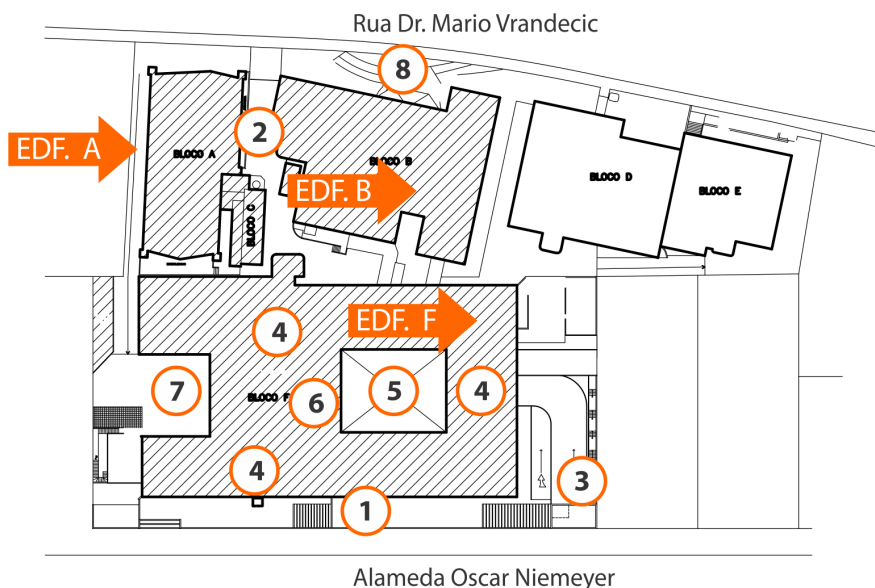 Rua Dr. Mario Vrandecic
8
2
EDF. A
BLOCO A
BLOCO B
EDF. B
BLOCO C
BLOCO D
BLOCO E
EDF. F
4
7
BLOCO F
6
5
4
4
3
1
Alameda Oscar Niemeyer